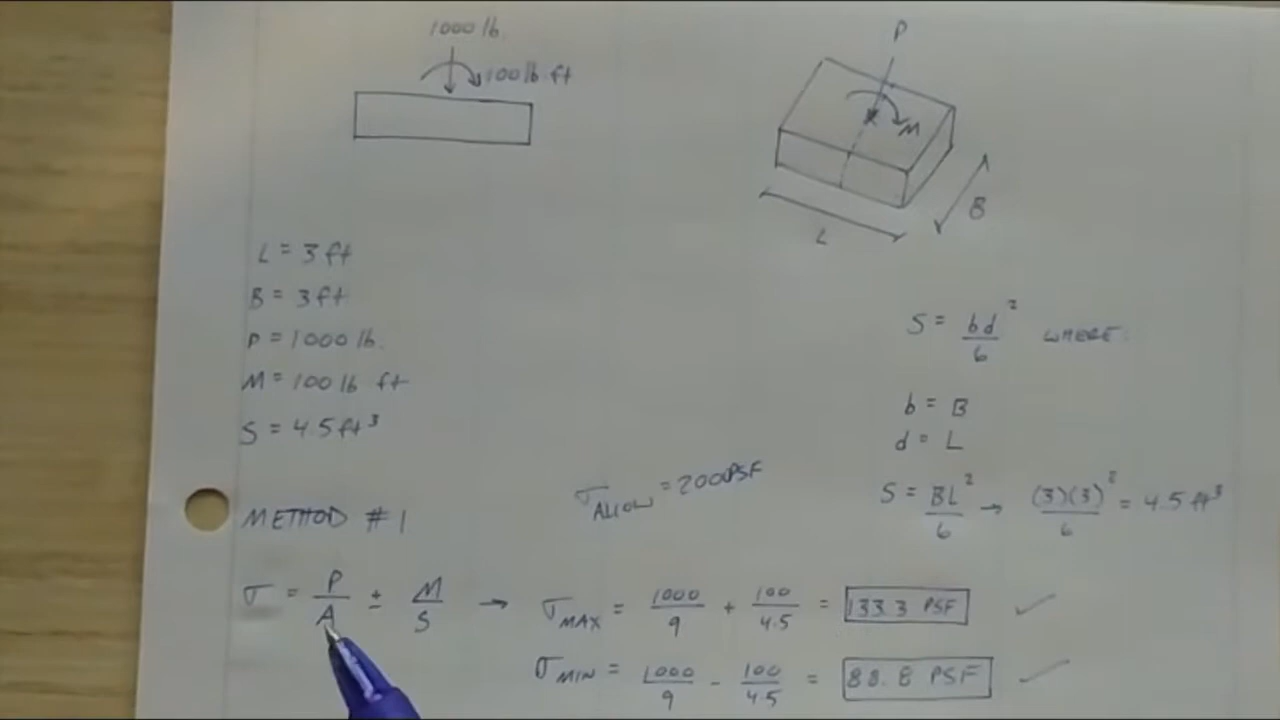 1000 lb.
100 lb ft
P
M
B
L
L = 3 ft
B = 3 ft
P = 1000 lb.
M = 100 lb ft
S = 4.5 ft³
S = bd²/6 WHERE:
b = B
d = L
S = BL²/6 → (3)(3)²/6 = 4.5 ft³
σALLOW = 2000 PSF
METHOD #1
σ = P/A ± M/S → σMAX = 1000/9 + 100/4.5 = 133.3 PSF ✓
σMIN = 1000/9 - 100/4.5 = 88.8 PSF ✓